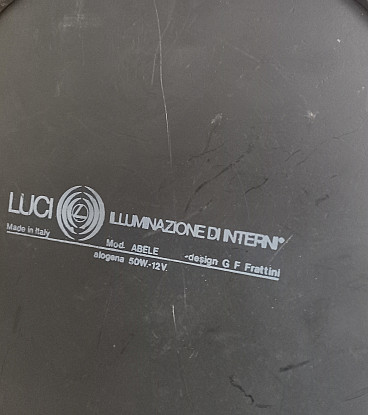 LUCI ILLUMINAZIONE DI INTERNI
Made in Italy
Mod. ABELE -design G F Frattini
alogena 50W.-12V.